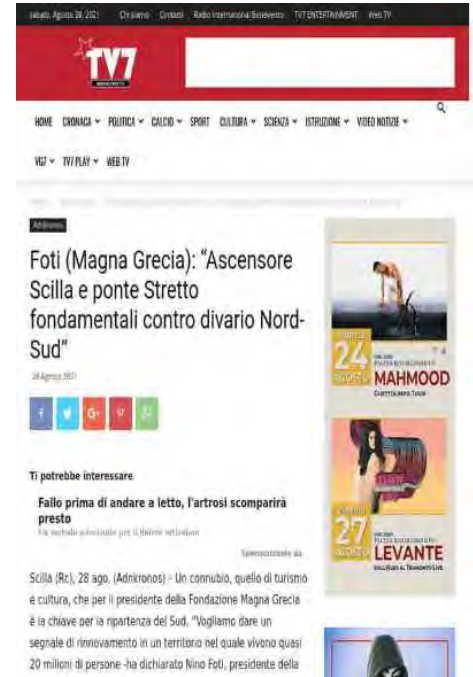 sabato, Agosto 28, 2021 Chi siamo Contatti Radio International Benevento TV7 ENTERTAINMENT Web TV
TV7
HOME CRONACA POLITICA CALCIO SPORT CULTURA SCIENZA ISTRUZIONE VIDEO NOTIZIE
VG7 TV7 PLAY WEB TV
Adnkronos
Foti (Magna Grecia): “Ascensore
Scilla e ponte Stretto
fondamentali contro divario Nord-
Sud”
28 Agosto 2021
Ti potrebbe interessare
Fallo prima di andare a letto, l'artrosi scomparirà
presto
Sponsorizzato da
Scilla (Rc), 28 ago. (Adnkronos) - Un connubio, quello di turismo
e cultura, che per il presidente della Fondazione Magna Grecia
è la chiave per la ripartenza del Sud. "Vogliamo dare un
segnale di rinnovamento in un territorio nel quale vivono quasi
20 milioni di persone -ha dichiarato Nino Foti, presidente della
24
AGOSTO
MAHMOOD
27
AGOSTO
LEVANTE